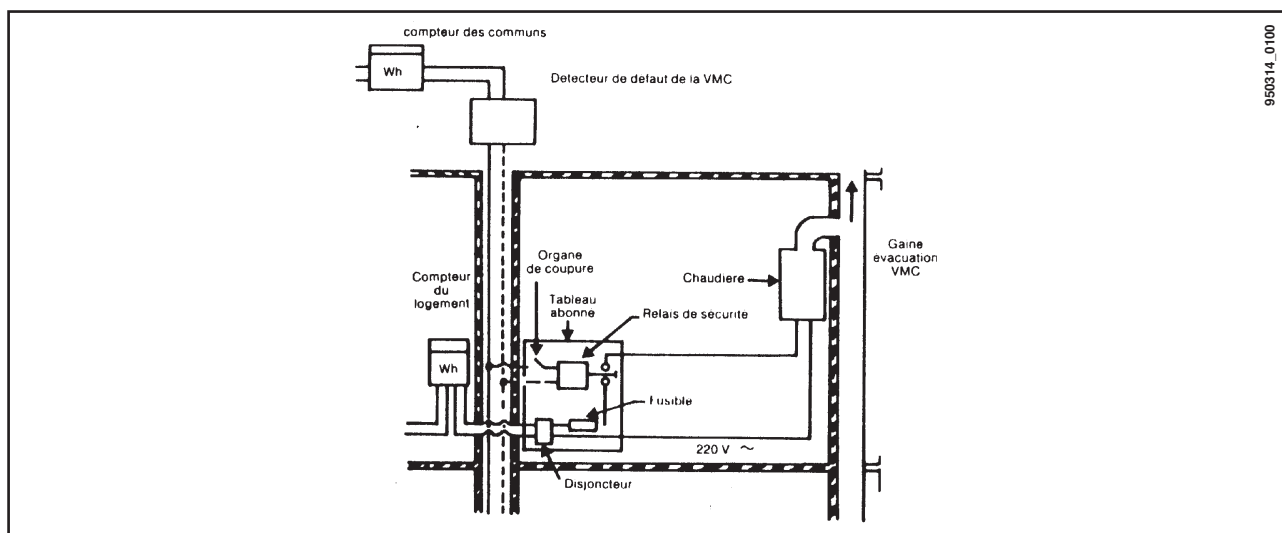 compteur des communs
Wh
Detecteur de defaut de la VMC
950314_0100
Organe
de coupure
Compteur
du
logement
Tableau
abonne
Chaudiere
Gaine
evacuation
VMC
Relais de securite
Wh
Fusible
220 V ~
Disjoncteur